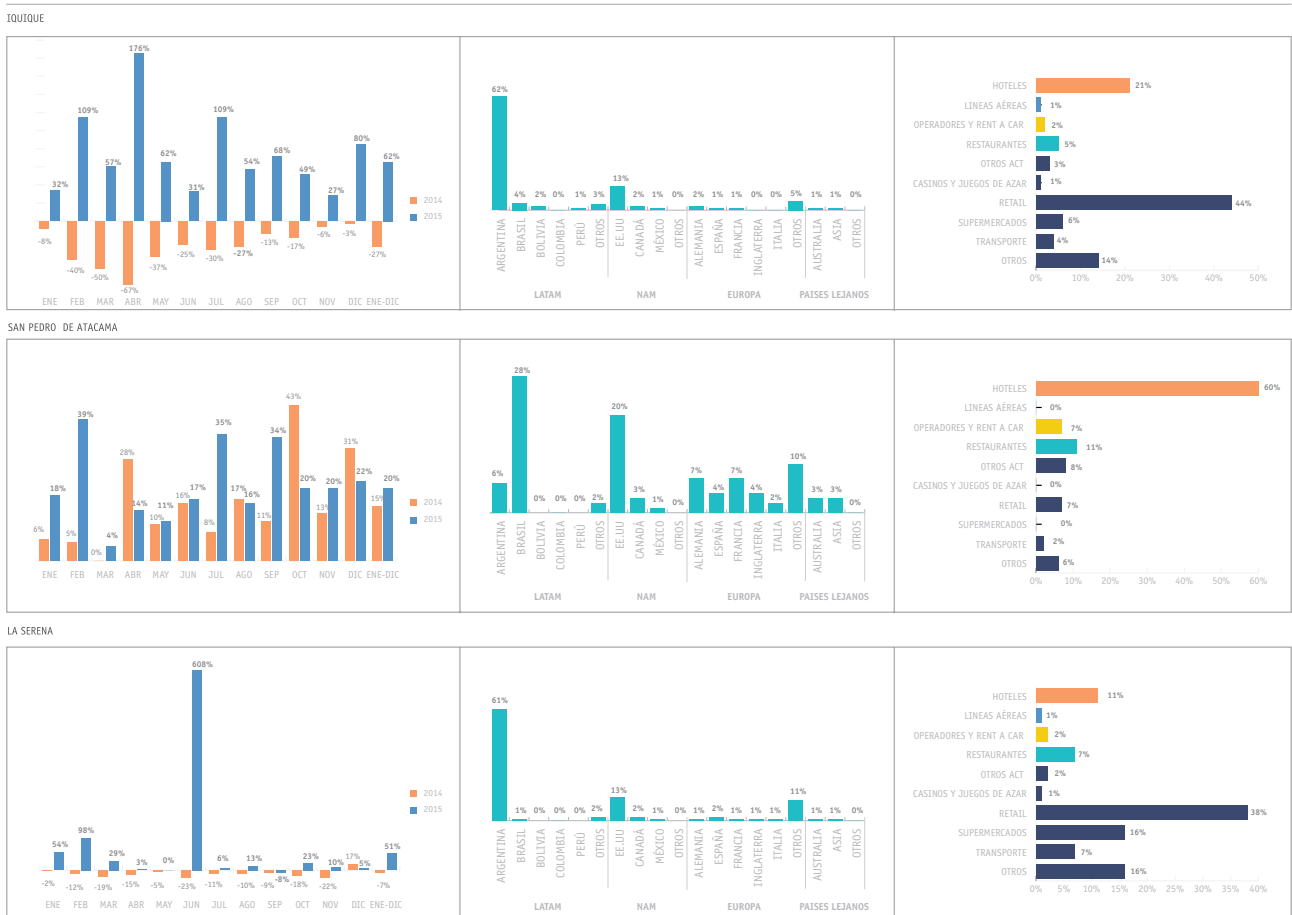 IQUIQUE
176%
109%
109%
80%
68%
62%
62%
57%
54%
49%
32%
31%
27%
-8%
-40%
-50%
-67%
-37%
-25%
-30%
-27%
-13%
-17%
-6%
-3%
-27%
2014
2015
ENE FEB MAR ABR MAY JUN JUL AGO SEP OCT NOV DIC ENE-DIC
62% 4% 2% 0% 1% 3% 13% 2% 1% 0% 2% 1% 1% 0% 0% 5% 1% 1% 0%
ARGENTINA BRASIL BOLIVIA COLOMBIA PERÚ OTROS EE.UU CANADÁ MÉXICO OTROS ALEMANIA ESPAÑA FRANCIA INGLATERRA ITALIA OTROS AUSTRALIA ASIA OTROS
LATAM NAM EUROPA PAISES LEJANOS
HOTELES 21%
LINEAS AÉREAS 1%
OPERADORES Y RENT A CAR 2%
RESTAURANTES 5%
OTROS ACT 3%
CASINOS Y JUEGOS DE AZAR 1%
RETAIL 44%
SUPERMERCADOS 6%
TRANSPORTE 4%
OTROS 14%
0% 10% 20% 30% 40% 50%
SAN PEDRO DE ATACAMA
6% 18% 5% 39% 0% 4% 28% 14% 10% 11% 16% 17% 8% 35% 17% 16% 11% 34% 43% 20% 13% 20% 31% 22% 15% 20%
2014
2015
ENE FEB MAR ABR MAY JUN JUL AGO SEP OCT NOV DIC ENE-DIC
6% 28% 0% 0% 0% 2% 20% 3% 1% 0% 7% 4% 7% 4% 2% 10% 3% 3% 0%
ARGENTINA BRASIL BOLIVIA COLOMBIA PERÚ OTROS EE.UU CANADÁ MÉXICO OTROS ALEMANIA ESPAÑA FRANCIA INGLATERRA ITALIA OTROS AUSTRALIA ASIA OTROS
LATAM NAM EUROPA PAISES LEJANOS
HOTELES 60%
LINEAS AÉREAS 0%
OPERADORES Y RENT A CAR 7%
RESTAURANTES 11%
OTROS ACT 8%
CASINOS Y JUEGOS DE AZAR 0%
RETAIL 7%
SUPERMERCADOS 0%
TRANSPORTE 2%
OTROS 6%
0% 10% 20% 30% 40% 50% 60%
LA SERENA
608%
54% 98% 29% 3% 0% 6% 13% -8% 23% 10% 17% 5% 51%
-2% -12% -19% -15% -5% -23% -11% -10% -9% -18% -22% -7%
2014
2015
ENE FEB MAR ABR MAY JUN JUL AGO SEP OCT NOV DIC ENE-DIC
61% 1% 0% 0% 0% 2% 13% 2% 1% 0% 1% 2% 1% 1% 1% 11% 1% 1% 0%
ARGENTINA BRASIL BOLIVIA COLOMBIA PERÚ OTROS EE.UU CANADÁ MÉXICO OTROS ALEMANIA ESPAÑA FRANCIA INGLATERRA ITALIA OTROS AUSTRALIA ASIA OTROS
LATAM NAM EUROPA PAISES LEJANOS
HOTELES 11%
LINEAS AÉREAS 1%
OPERADORES Y RENT A CAR 2%
RESTAURANTES 7%
OTROS ACT 2%
CASINOS Y JUEGOS DE AZAR 1%
RETAIL 38%
SUPERMERCADOS 16%
TRANSPORTE 7%
OTROS 16%
0% 5% 10% 15% 20% 25% 30% 35% 40%